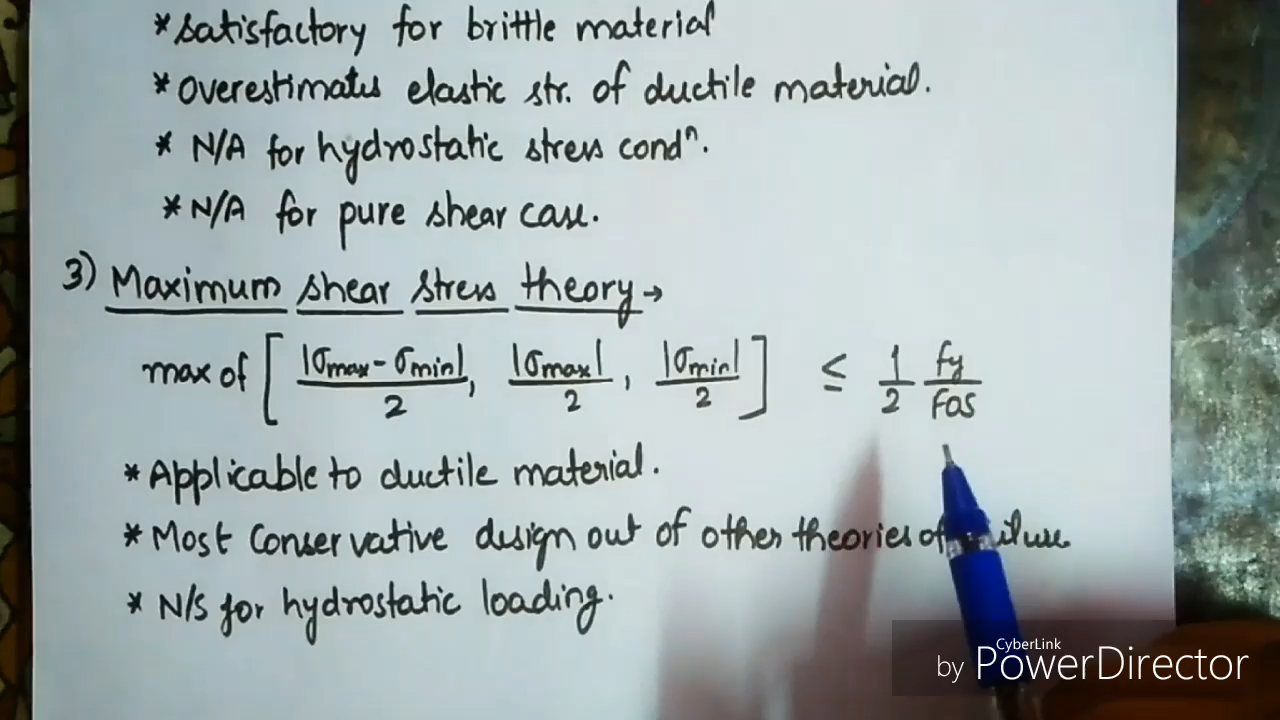 *satisfactory for brittle material
*Overestimates elastic str. of ductile material.
* N/A for hydrostatic stress condⁿ.
*N/A for pure shear case.
3) Maximum shear stress theory→
max of [ |σmax - σmin|/2, |σmax|/2, |σmin|/2 ] ≤ 1/2 fy/FOS
*Applicable to ductile material.
* Most Conservative design out of other theories of
* N/S for hydrostatic loading.
CyberLink
by PowerDirector